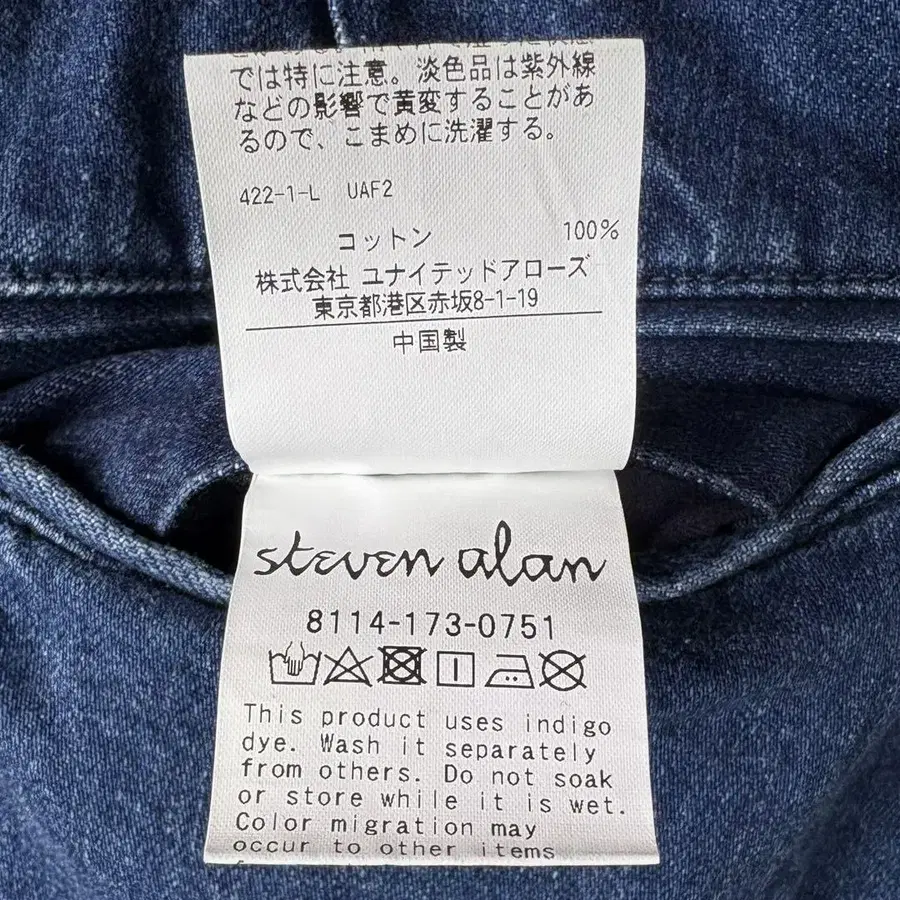 では特に注意。淡色品は紫外線
などの影響で黄変することがあ
るので、こまめに洗濯する。
422-1-L UAF2
コットン 100%
株式会社 ユナイテッドアローズ
東京都港区赤坂8-1-19
中国製
steven alan
8114-173-0751
This product uses indigo
dye. Wash it separately
from others. Do not soak
or store while it is wet.
Color migration may
occur to other items